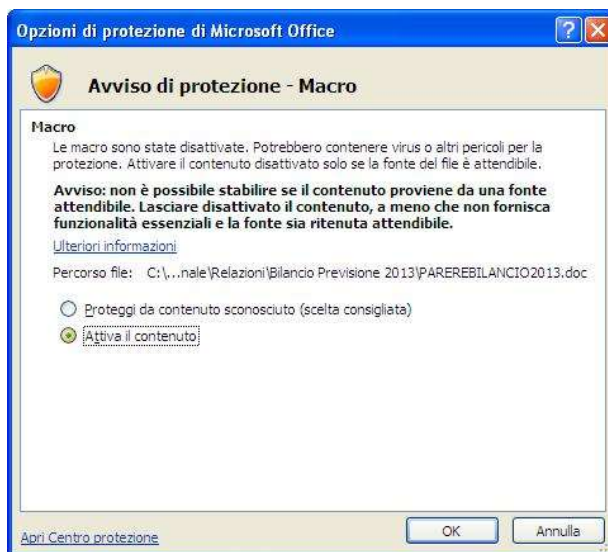 Opzioni di protezione di Microsoft Office
Avviso di protezione - Macro
Macro
Le macro sono state disattivate. Potrebbero contenere virus o altri pericoli per la
protezione. Attivare il contenuto disattivato solo se la fonte del file è attendibile.
Avviso: non è possibile stabilire se il contenuto proviene da una fonte
attendibile. Lasciare disattivato il contenuto, a meno che non fornisca
funzionalità essenziali e la fonte sia ritenuta attendibile.
Ulteriori informazioni
Percorso file: C:\...nale\Relazioni\Bilancio Previsione 2013\PAREREBILANCIO2013.doc
Proteggi da contenuto sconosciuto (scelta consigliata)
Attiva il contenuto
Apri Centro protezione
OK
Annulla